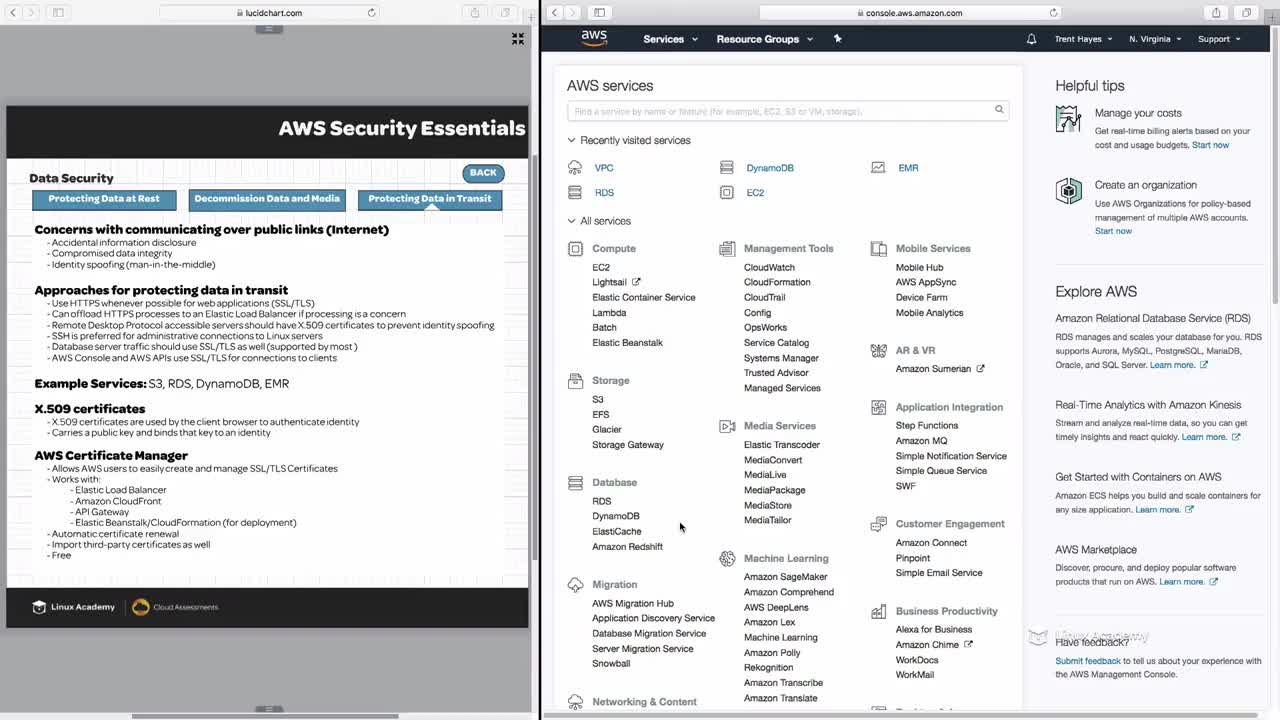 lucidchart.com
AWS Security Essentials
Data Security
BACK
Protecting Data at Rest
Decommission Data and Media
Protecting Data in Transit
Concerns with communicating over public links (Internet)
- Accidental information disclosure
- Compromised data integrity
- Identity spoofing (man-in-the-middle)
Approaches for protecting data in transit
- Use HTTPS whenever possible for web applications (SSL/TLS)
- Can offload HTTPS processes to an Elastic Load Balancer if processing is a concern
- Remote Desktop Protocol accessible servers should have X.509 certificates to prevent identity spoofing
- SSH is preferred for administrative connections to Linux servers
- Database server traffic should use SSL/TLS as well (supported by most )
- AWS Console and AWS APIs use SSL/TLS for connections to clients
Example Services: S3, RDS, DynamoDB, EMR
X.509 certificates
- X.509 certificates are used by the client browser to authenticate identity
- Carries a public key and binds that key to an identity
AWS Certificate Manager
- Allows AWS users to easily create and manage SSL/TLS Certificates
- Works with:
- Elastic Load Balancer
- Amazon CloudFront
- API Gateway
- Elastic Beanstalk/CloudFormation (for deployment)
- Automatic certificate renewal
- Import third-party certificates as well
- Free
Linux Academy
Cloud Assessments
console.aws.amazon.com
aws
Services
Resource Groups
Trent Hayes
N. Virginia
Support
AWS services
Find a service by name or feature (for example, EC2, S3 or VM, storage).
Recently visited services
VPC
DynamoDB
EMR
RDS
EC2
All services
Compute
EC2
Lightsail
Elastic Container Service
Lambda
Batch
Elastic Beanstalk
Storage
S3
EFS
Glacier
Storage Gateway
Database
RDS
DynamoDB
ElastiCache
Amazon Redshift
Migration
AWS Migration Hub
Application Discovery Service
Database Migration Service
Server Migration Service
Snowball
Networking & Content
Management Tools
CloudWatch
CloudFormation
CloudTrail
Config
OpsWorks
Service Catalog
Systems Manager
Trusted Advisor
Managed Services
Media Services
Elastic Transcoder
MediaConvert
MediaLive
MediaPackage
MediaStore
MediaTailor
Machine Learning
Amazon SageMaker
Amazon Comprehend
AWS DeepLens
Amazon Lex
Machine Learning
Amazon Polly
Rekognition
Amazon Transcribe
Amazon Translate
Mobile Services
Mobile Hub
AWS AppSync
Device Farm
Mobile Analytics
AR & VR
Amazon Sumerian
Application Integration
Step Functions
Amazon MQ
Simple Notification Service
Simple Queue Service
SWF
Customer Engagement
Amazon Connect
Pinpoint
Simple Email Service
Business Productivity
Alexa for Business
Amazon Chime
WorkDocs
WorkMail
Helpful tips
Manage your costs
Get real-time billing alerts based on your
cost and usage budgets. Start now
Create an organization
Use AWS Organizations for policy-based
management of multiple AWS accounts.
Start now
Explore AWS
Amazon Relational Database Service (RDS)
RDS manages and scales your database for you. RDS
supports Aurora, MySQL, PostgreSQL, MariaDB,
Oracle, and SQL Server. Learn more.
Real-Time Analytics with Amazon Kinesis
Stream and analyze real-time data, so you can get
timely insights and react quickly. Learn more.
Get Started with Containers on AWS
Amazon ECS helps you build and scale containers for
any size application. Learn more.
AWS Marketplace
Discover, procure, and deploy popular software
products that run on AWS. Learn more.
Linux Academy
Have feedback?
Submit feedback to tell us about your experience with
the AWS Management Console.